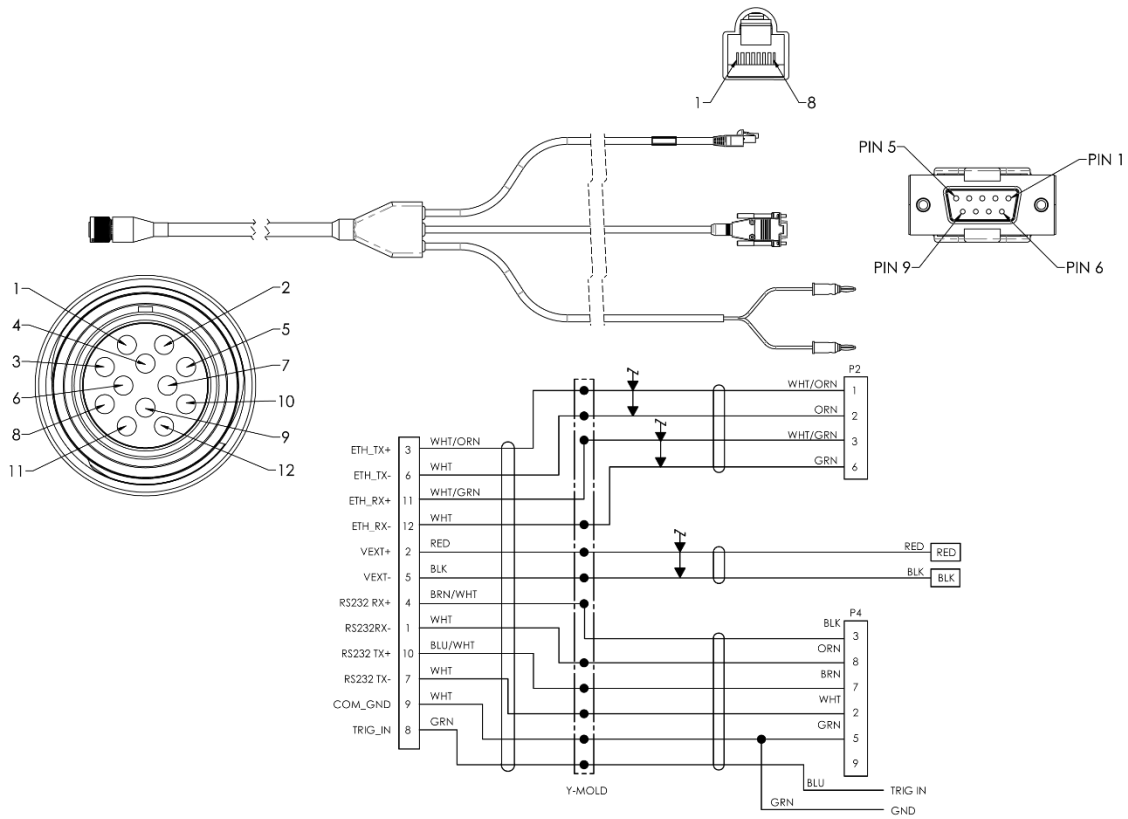 1
8
PIN 5
PIN 1
PIN 9
PIN 6
1
2
4
5
3
7
6
10
8
9
11
12
P2
WHT/ORN
1
ORN
2
WHT/GRN
3
GRN
6
ETH_TX+ 3 WHT/ORN
ETH_TX- 6 WHT
ETH_RX+ 11 WHT/GRN
ETH_RX- 12 WHT
VEXT+ 2 RED
RED RED
VEXT- 5 BLK
BLK BLK
RS232 RX+ 4 BRN/WHT
RS232RX- 1 WHT
RS232 TX+ 10 BLU/WHT
RS232 TX- 7 WHT
COM_GND 9 WHT
TRIG_IN 8 GRN
P4
BLK
3
ORN
8
BRN
7
WHT
2
GRN
5
9
Y-MOLD
BLU TRIG IN
GRN GND